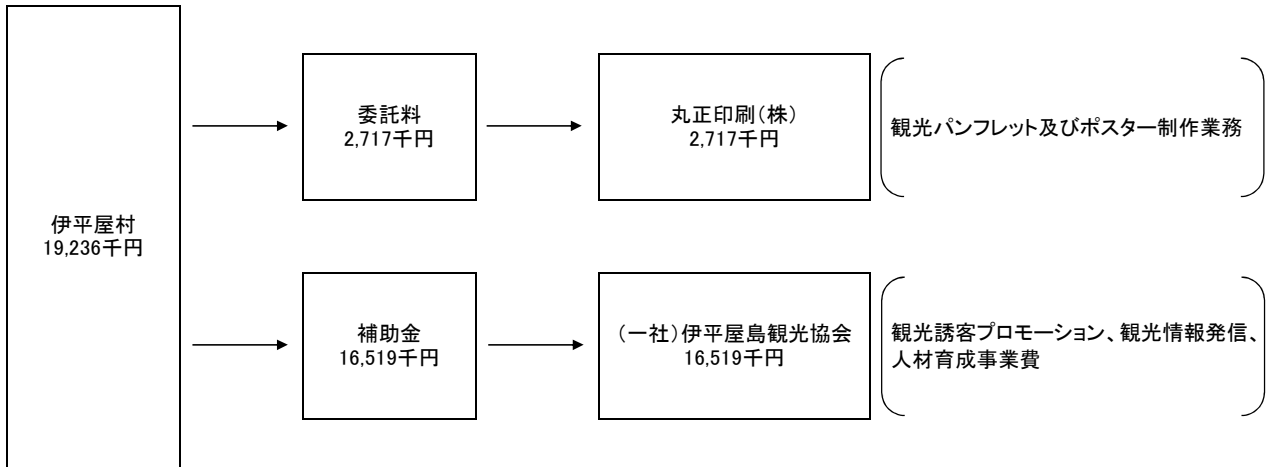 伊平屋村
19,236千円
委託料
2,717千円
丸正印刷(株)
2,717千円
観光パンフレット及びポスター制作業務
補助金
16,519千円
(一社)伊平屋島観光協会
16,519千円
観光誘客プロモーション、観光情報発信、
人材育成事業費